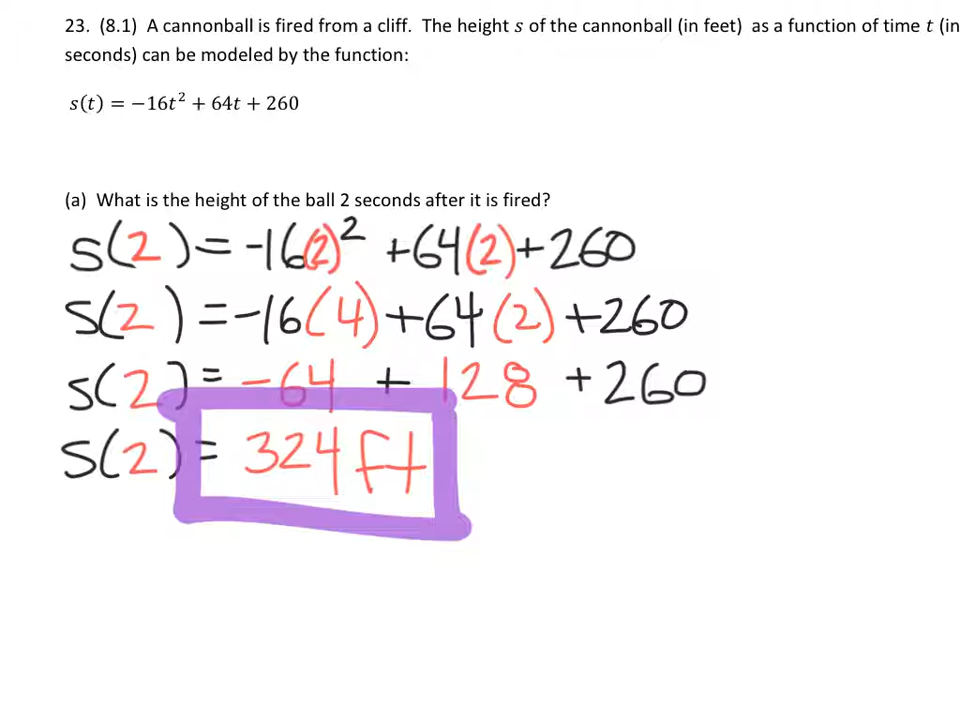 23. (8.1) A cannonball is fired from a cliff. The height s of the cannonball (in feet) as a function of time t (in
seconds) can be modeled by the function:
s(t) = −16t² + 64t + 260
(a) What is the height of the ball 2 seconds after it is fired?
s(2) = -16(2)² +64(2)+260
s(2) = -16(4)+64(2)+260
s(2) = -64 + 128 +260
s(2) = 324 ft